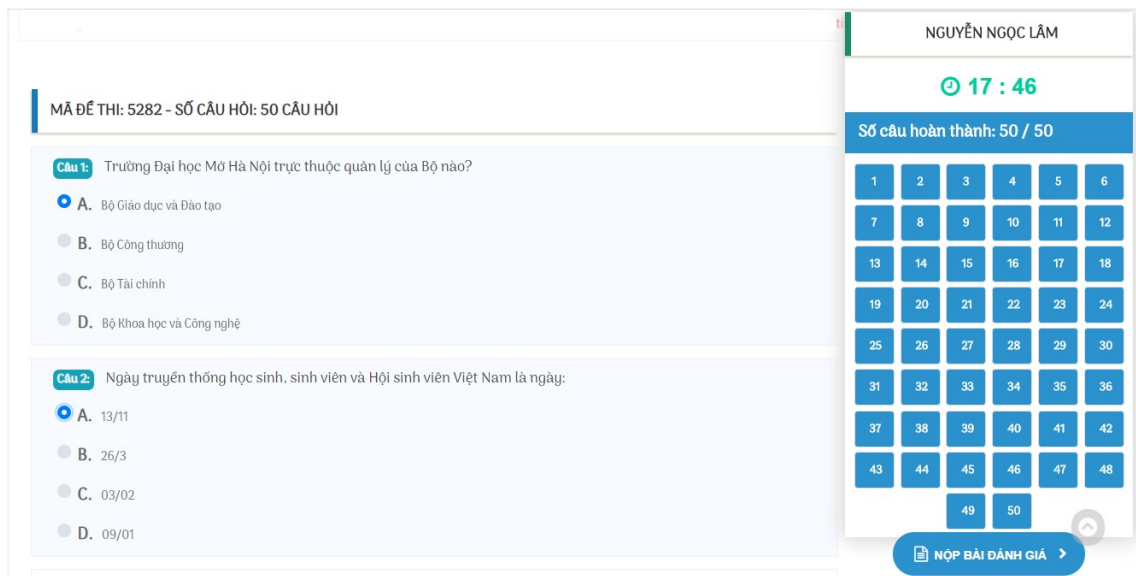 NGUYỄN NGỌC LÂM
17 : 46
MÃ ĐỀ THI: 5282 - SỐ CÂU HỎI: 50 CÂU HỎI
Số câu hoàn thành: 50 / 50
Câu 1: Trường Đại học Mở Hà Nội trực thuộc quản lý của Bộ nào?
A. Bộ Giáo dục và Đào tạo
B. Bộ Công thương
C. Bộ Tài chính
D. Bộ Khoa học và Công nghệ
Câu 2: Ngày truyền thống học sinh, sinh viên và Hội sinh viên Việt Nam là ngày:
A. 13/11
B. 26/3
C. 03/02
D. 09/01
1 2 3 4 5 6
7 8 9 10 11 12
13 14 15 16 17 18
19 20 21 22 23 24
25 26 27 28 29 30
31 32 33 34 35 36
37 38 39 40 41 42
43 44 45 46 47 48
49 50
NỘP BÀI ĐÁNH GIÁ